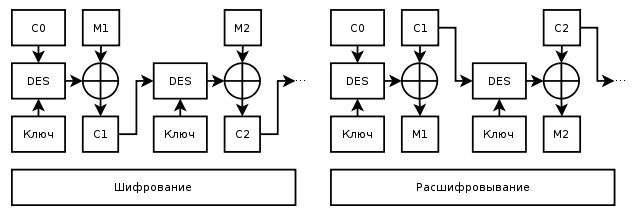 C0 M1 M2 C0 C1 C2
DES DES DES DES
...
...
Ключ C1 Ключ C2 Ключ M1 Ключ M2
Шифрование Расшифровывание